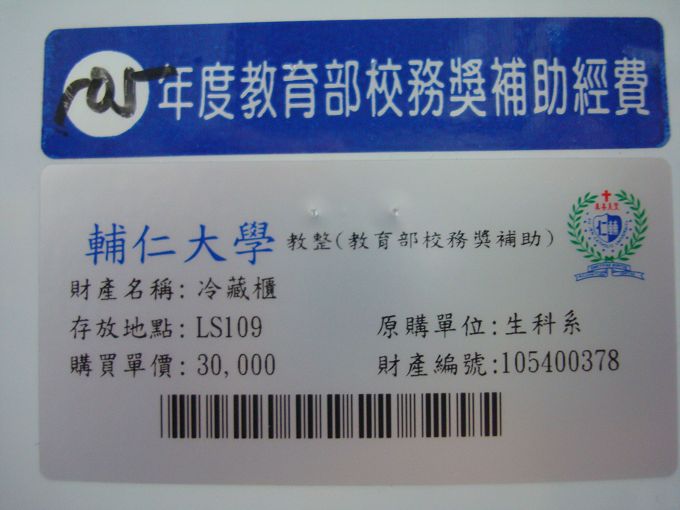 105年度教育部校務獎補助經費
輔仁大學 教整(教育部校務獎補助)
財產名稱: 冷藏櫃
存放地點: LS109 原購單位:生科系
購買單價: 30,000 財產編號:105400378